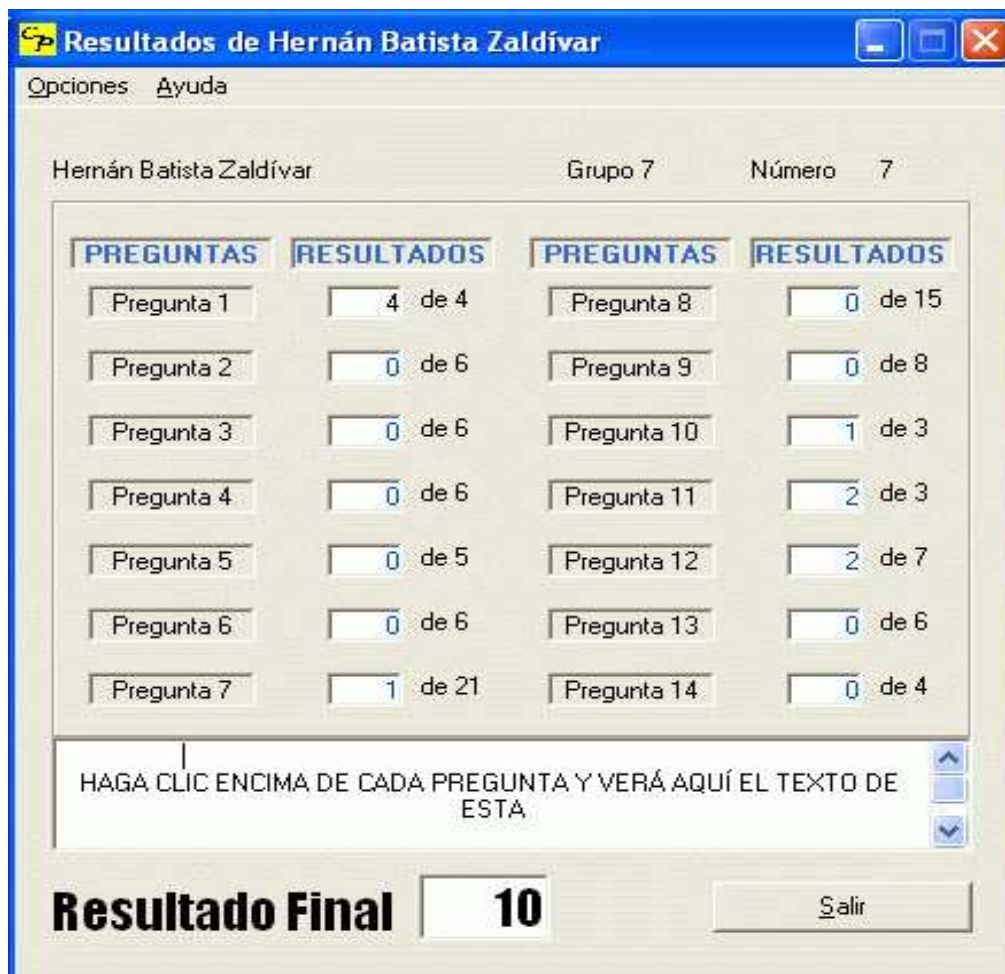 CP Resultados de Hernán Batista Zaldívar
Opciones Ayuda
Hernán Batista Zaldívar Grupo 7 Número 7
PREGUNTAS RESULTADOS PREGUNTAS RESULTADOS
Pregunta 1 4 de 4 Pregunta 8 0 de 15
Pregunta 2 0 de 6 Pregunta 9 0 de 8
Pregunta 3 0 de 6 Pregunta 10 1 de 3
Pregunta 4 0 de 6 Pregunta 11 2 de 3
Pregunta 5 0 de 5 Pregunta 12 2 de 7
Pregunta 6 0 de 6 Pregunta 13 0 de 6
Pregunta 7 1 de 21 Pregunta 14 0 de 4
HAGA CLIC ENCIMA DE CADA PREGUNTA Y VERÁ AQUÍ EL TEXTO DE
ESTA
Resultado Final 10 Salir